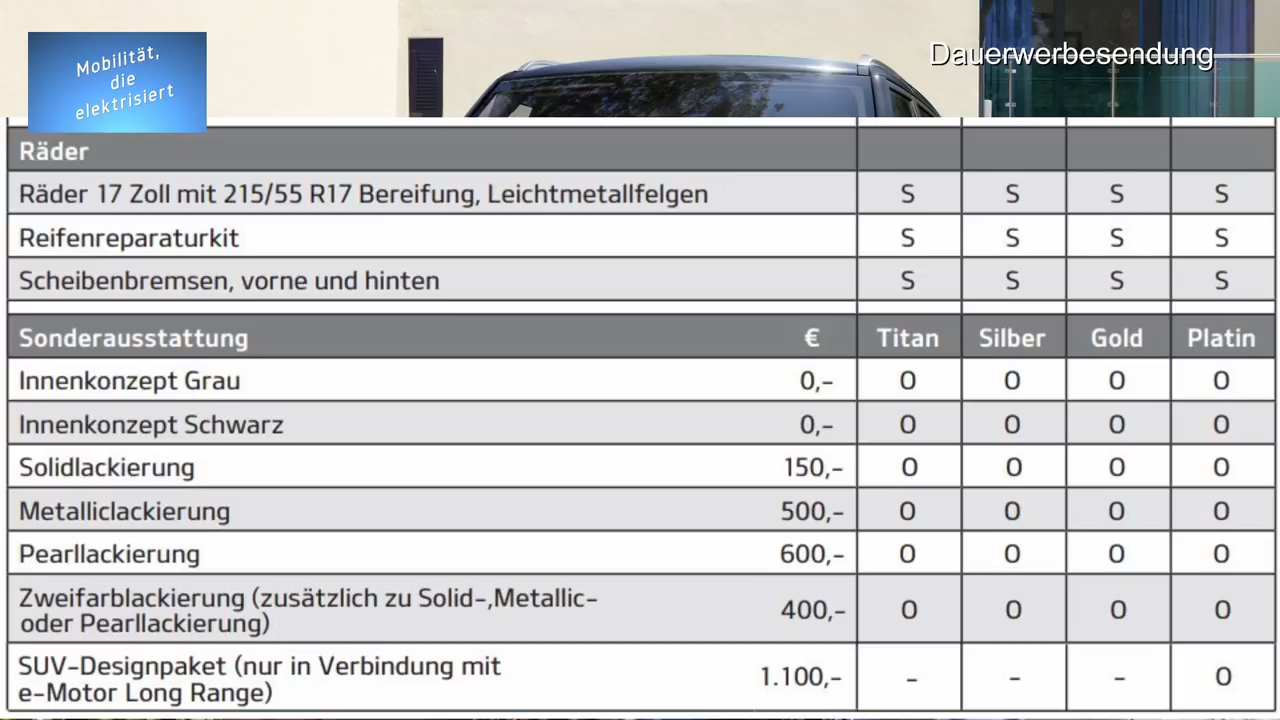 Mobilität,
die
elektrisiert
Dauerwerbesendung
Räder
Räder 17 Zoll mit 215/55 R17 Bereifung, Leichtmetallfelgen S S S S
Reifenreparaturkit S S S S
Scheibenbremsen, vorne und hinten S S S S
Sonderausstattung € Titan Silber Gold Platin
Innenkonzept Grau 0,– O O O O
Innenkonzept Schwarz 0,– O O O O
Solidlackierung 150,– O O O O
Metalliclackierung 500,– O O O O
Pearllackierung 600,– O O O O
Zweifarblackierung (zusätzlich zu Solid–,Metallic–
oder Pearllackierung) 400,– O O O O
SUV–Designpaket (nur in Verbindung mit
e–Motor Long Range) 1.100,– – – – O